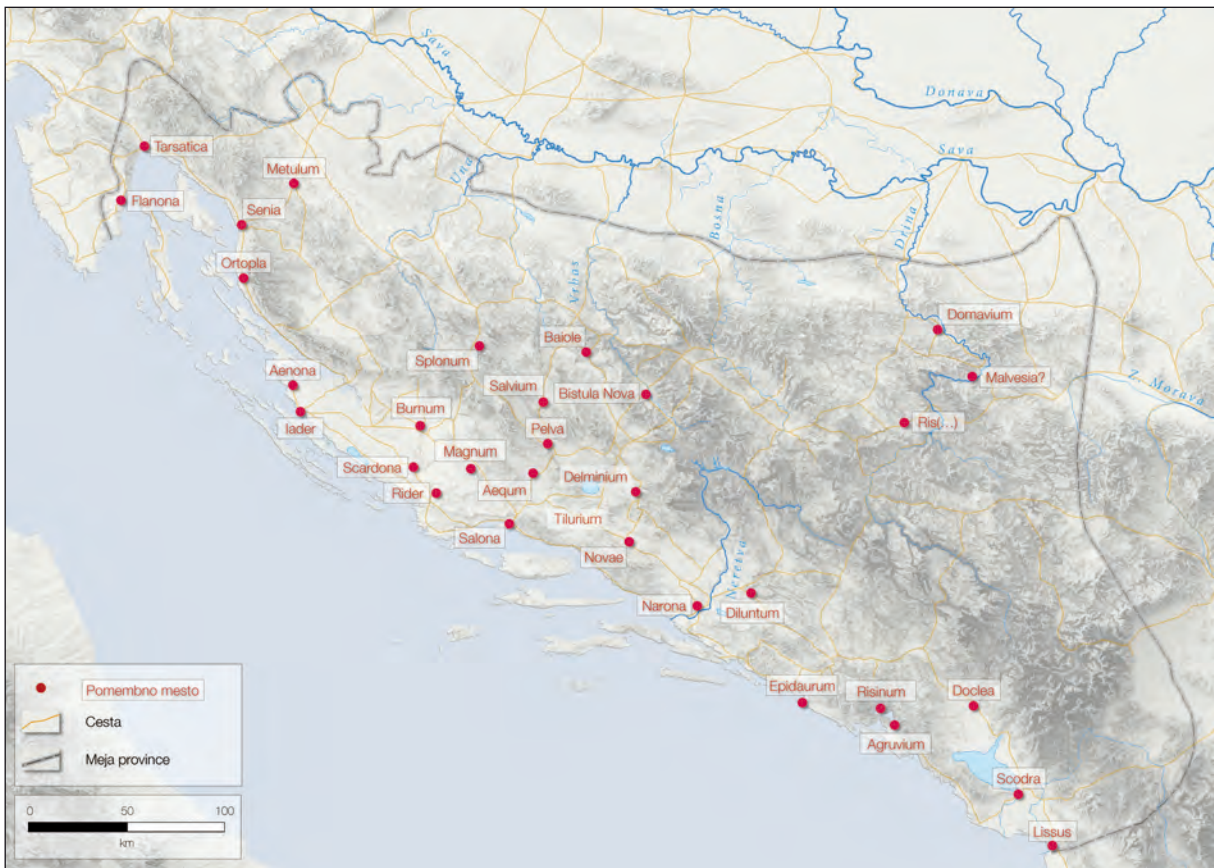 Sava
Donava
Tarsatica
Una
Sava
Metulum
Flanona
Senia
Bosna
Drina
Ortopla
Vrbas
Domavium
Splonum
Baiole
Aenona
Salvium
Bistula Nova
Malvesia?
Z. Morava
Iader
Burnum
Pelva
Ris(...)
Magnum
Scardona
Delminium
Rider
Aequm
Tilurium
Salona
Novae
Neretva
Narona
Diluntum
Epidaurum
Risinum
Doclea
Agruvium
Scodra
Lissus
Pomembno mesto
Cesta
Meja province
0 50 100
km